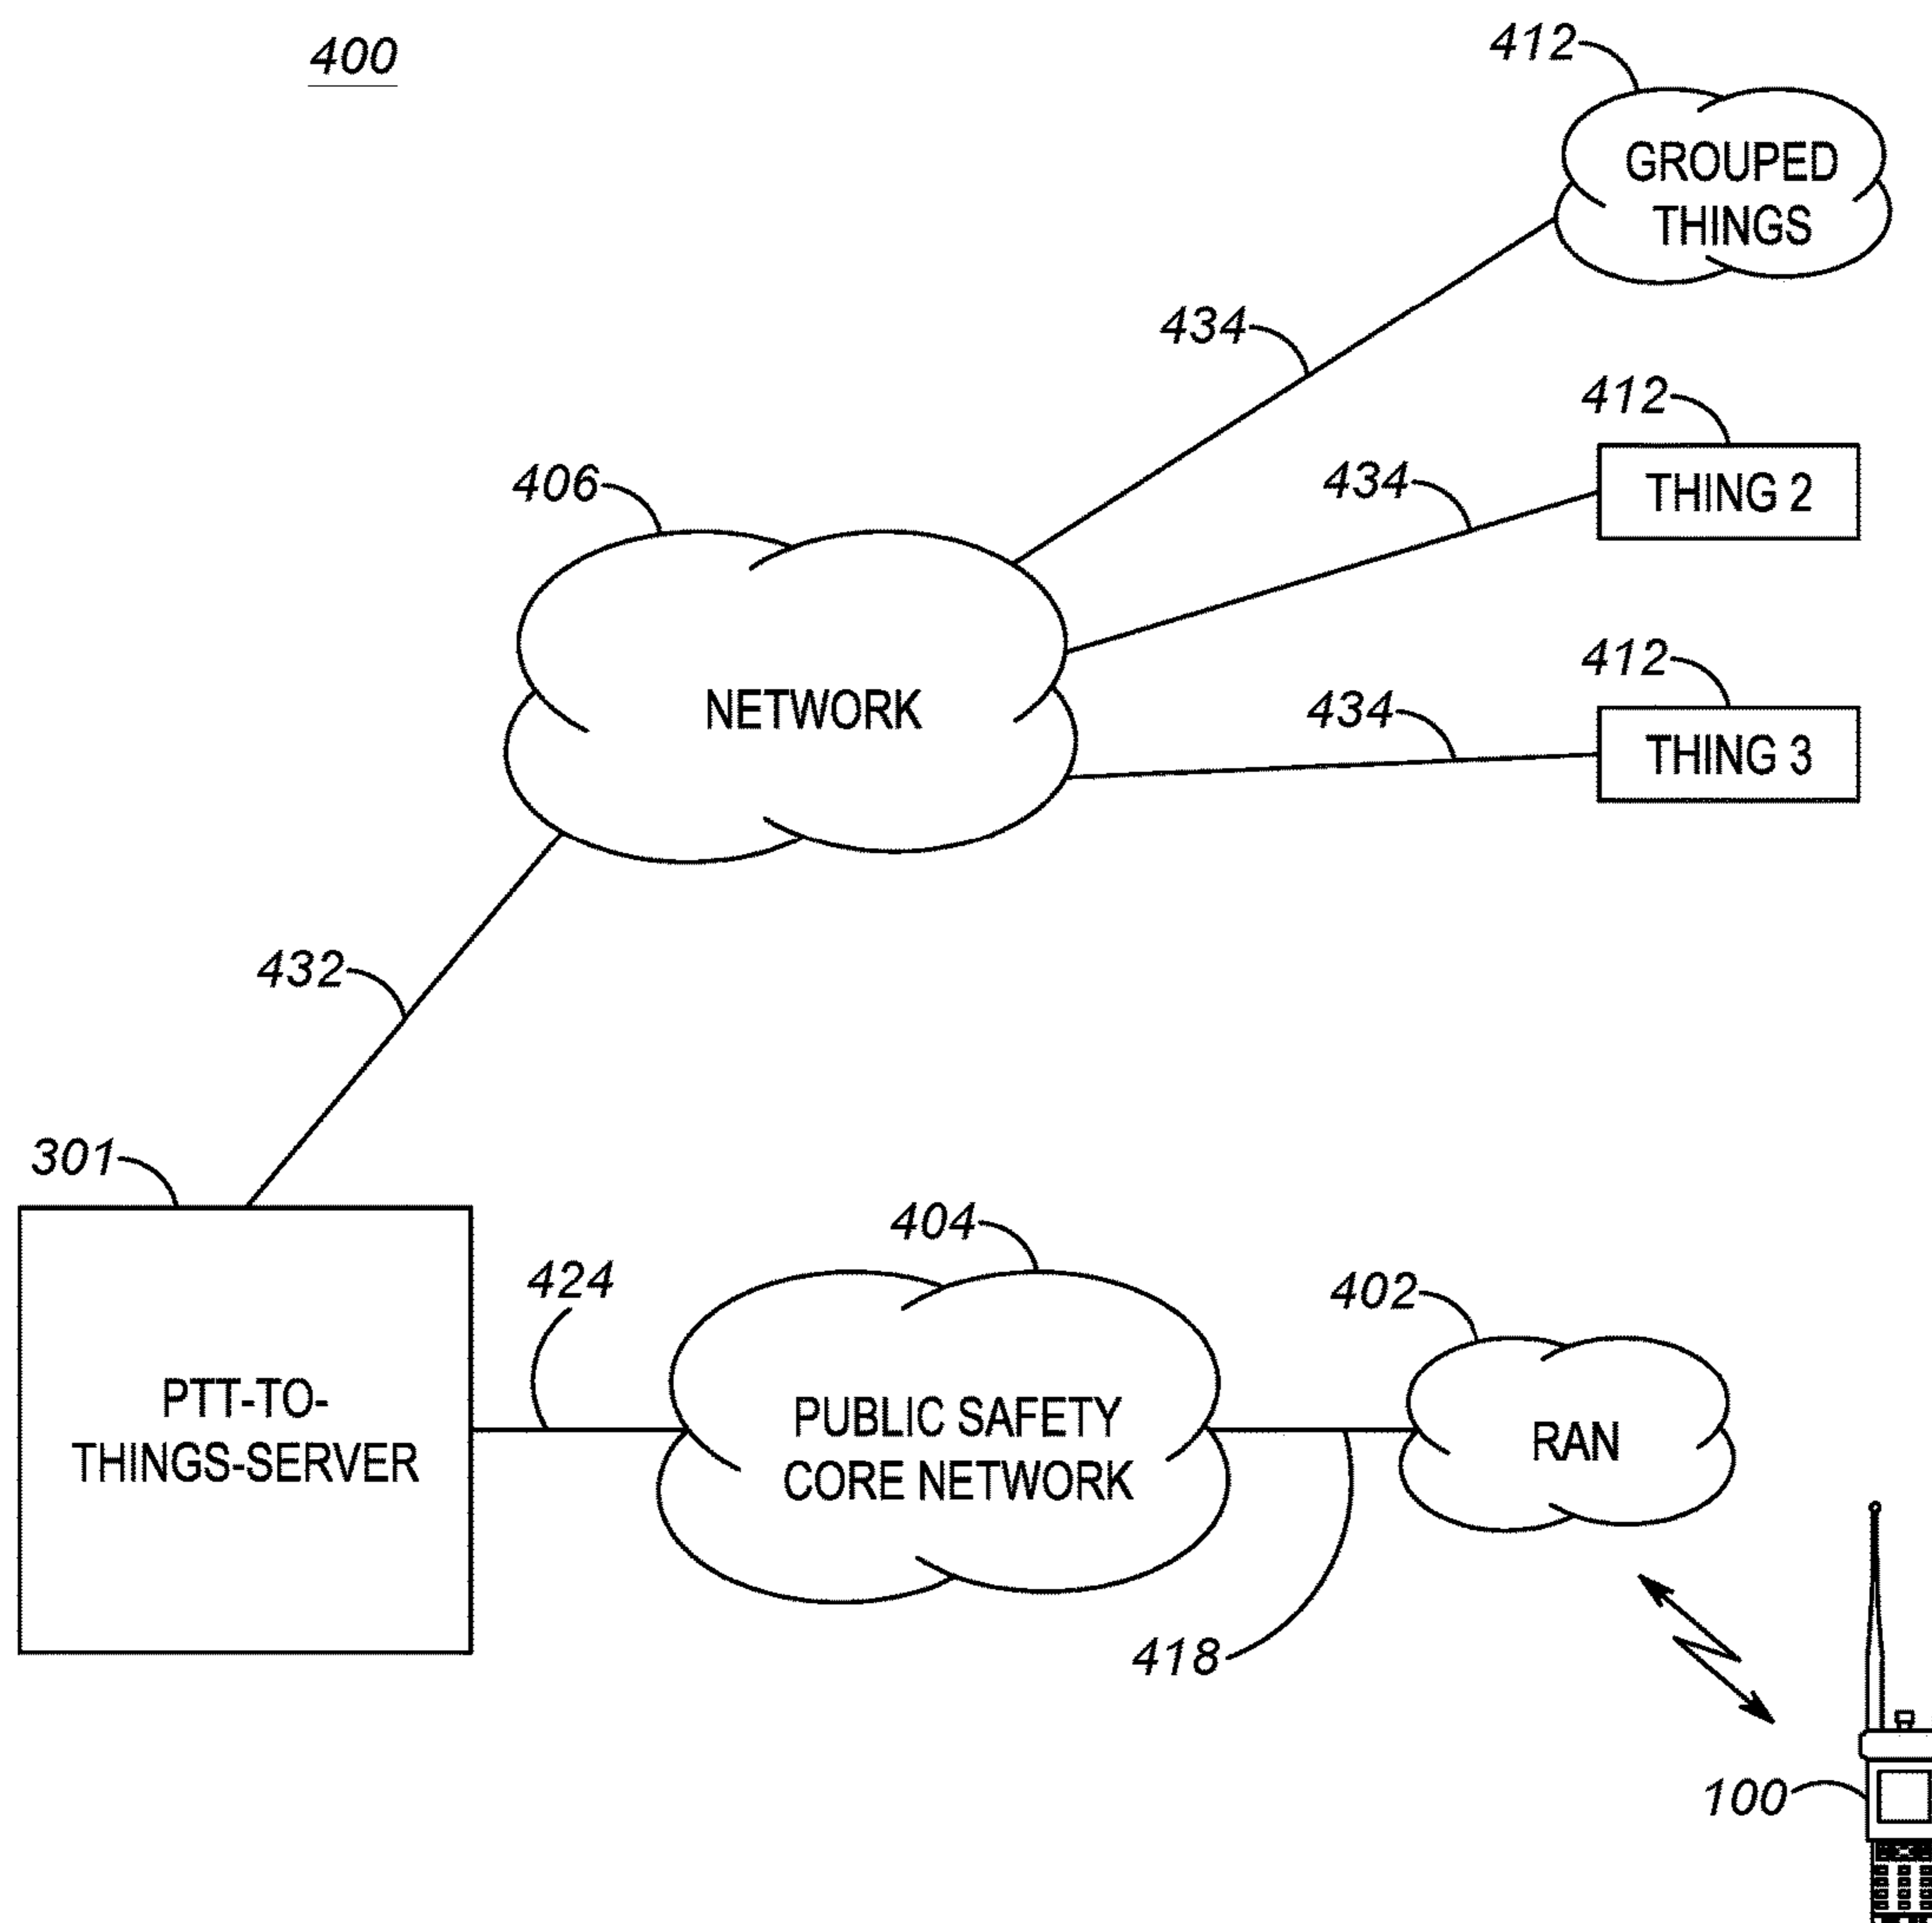 400
412
GROUPED
THINGS
434
412
THING 2
406
434
412
THING 3
NETWORK
434
432
301
404
424
402
PTT-TO-
THINGS-SERVER
PUBLIC SAFETY
CORE NETWORK
RAN
418
100